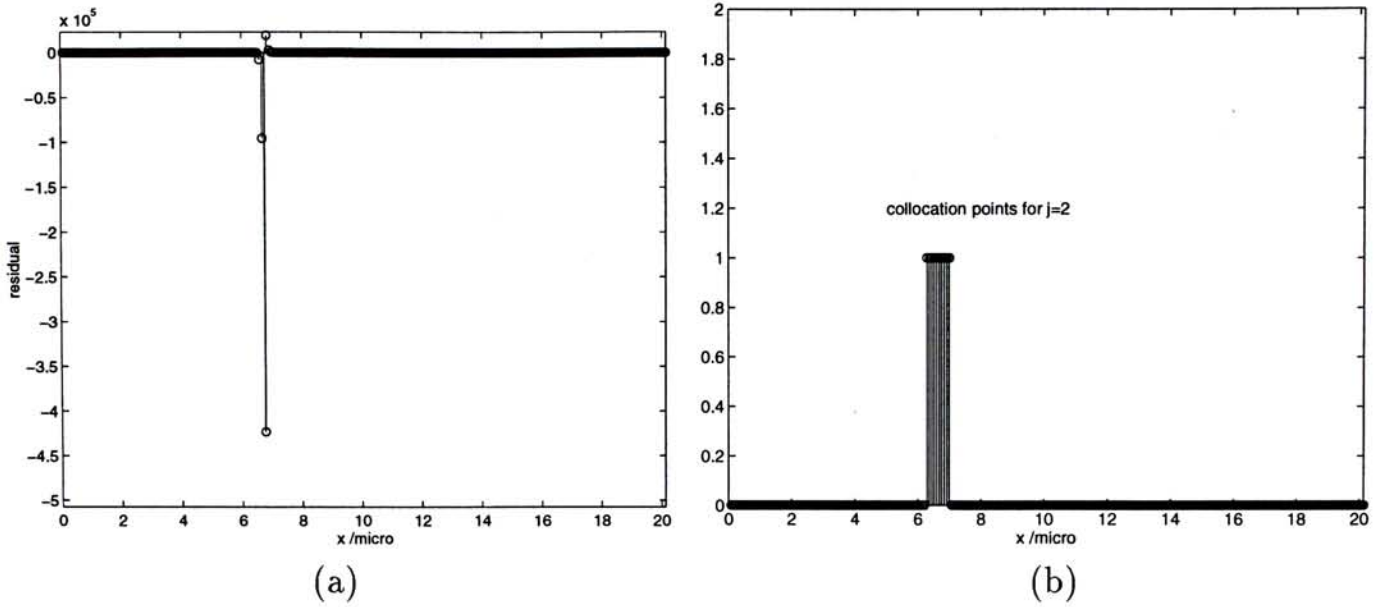 x 10^5
0
−0.5
−1
−1.5
−2
−2.5
−3
−3.5
−4
−4.5
−5
residual
0 2 4 6 8 10 12 14 16 18 20
x /micro
(a)
2
1.8
1.6
1.4
1.2
1
0.8
0.6
0.4
0.2
0
collocation points for j=2
0 2 4 6 8 10 12 14 16 18 20
x /micro
(b)